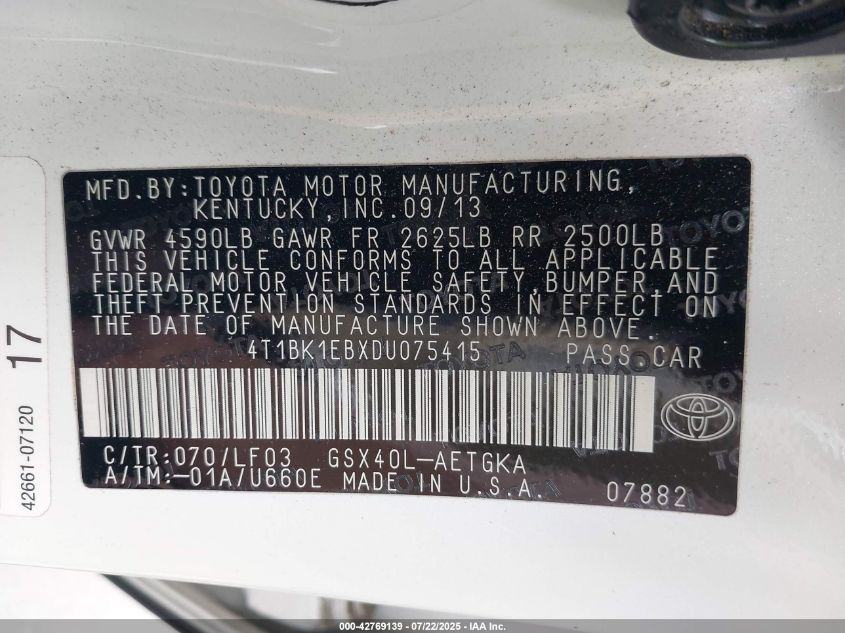 MFD.BY:TOYOTA MOTOR MANUFACTURING,
KENTUCKY,INC.09/13
GVWR 4590LB GAWR FR 2625LB RR 2500LB
THIS VEHICLE CONFORMS TO ALL APPLICABLE
FEDERAL MOTOR VEHICLE SAFETY,BUMPER,AND
THEFT PREVENTION STANDARDS IN EFFECT ON
THE DATE OF MANUFACTURE SHOWN ABOVE.
4T1BK1EBXDU075415 PASS CAR
C/TR:070/LF03 GSX40L-AETGKA
A/TM:-01A/U660E MADE IN U.S.A.
07882
17
42661-07120
000-42769139 - 07/22/2025 - IAA Inc.